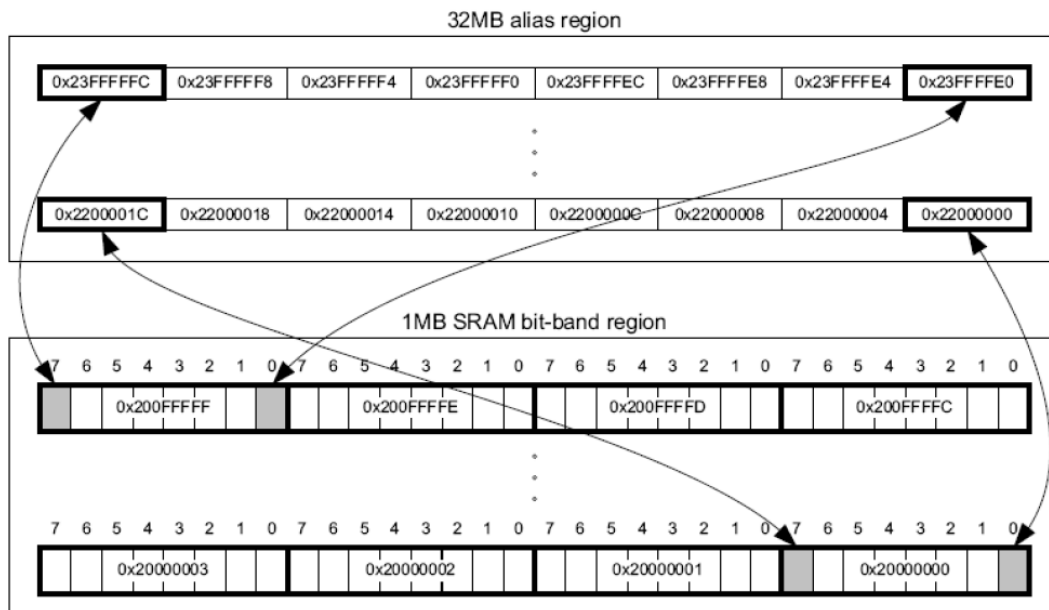 32MB alias region
0x23FFFFFC 0x23FFFFF8 0x23FFFFF4 0x23FFFFF0 0x23FFFFEC 0x23FFFFE8 0x23FFFFE4 0x23FFFFE0
0x2200001C 0x22000018 0x22000014 0x22000010 0x2200000C 0x22000008 0x22000004 0x22000000
1MB SRAM bit-band region
7 6 5 4 3 2 1 0 7 6 5 4 3 2 1 0 7 6 5 4 3 2 1 0 7 6 5 4 3 2 1 0
0x200FFFFF 0x200FFFFE 0x200FFFFD 0x200FFFFC
7 6 5 4 3 2 1 0 7 6 5 4 3 2 1 0 7 6 5 4 3 2 1 0 7 6 5 4 3 2 1 0
0x20000003 0x20000002 0x20000001 0x20000000